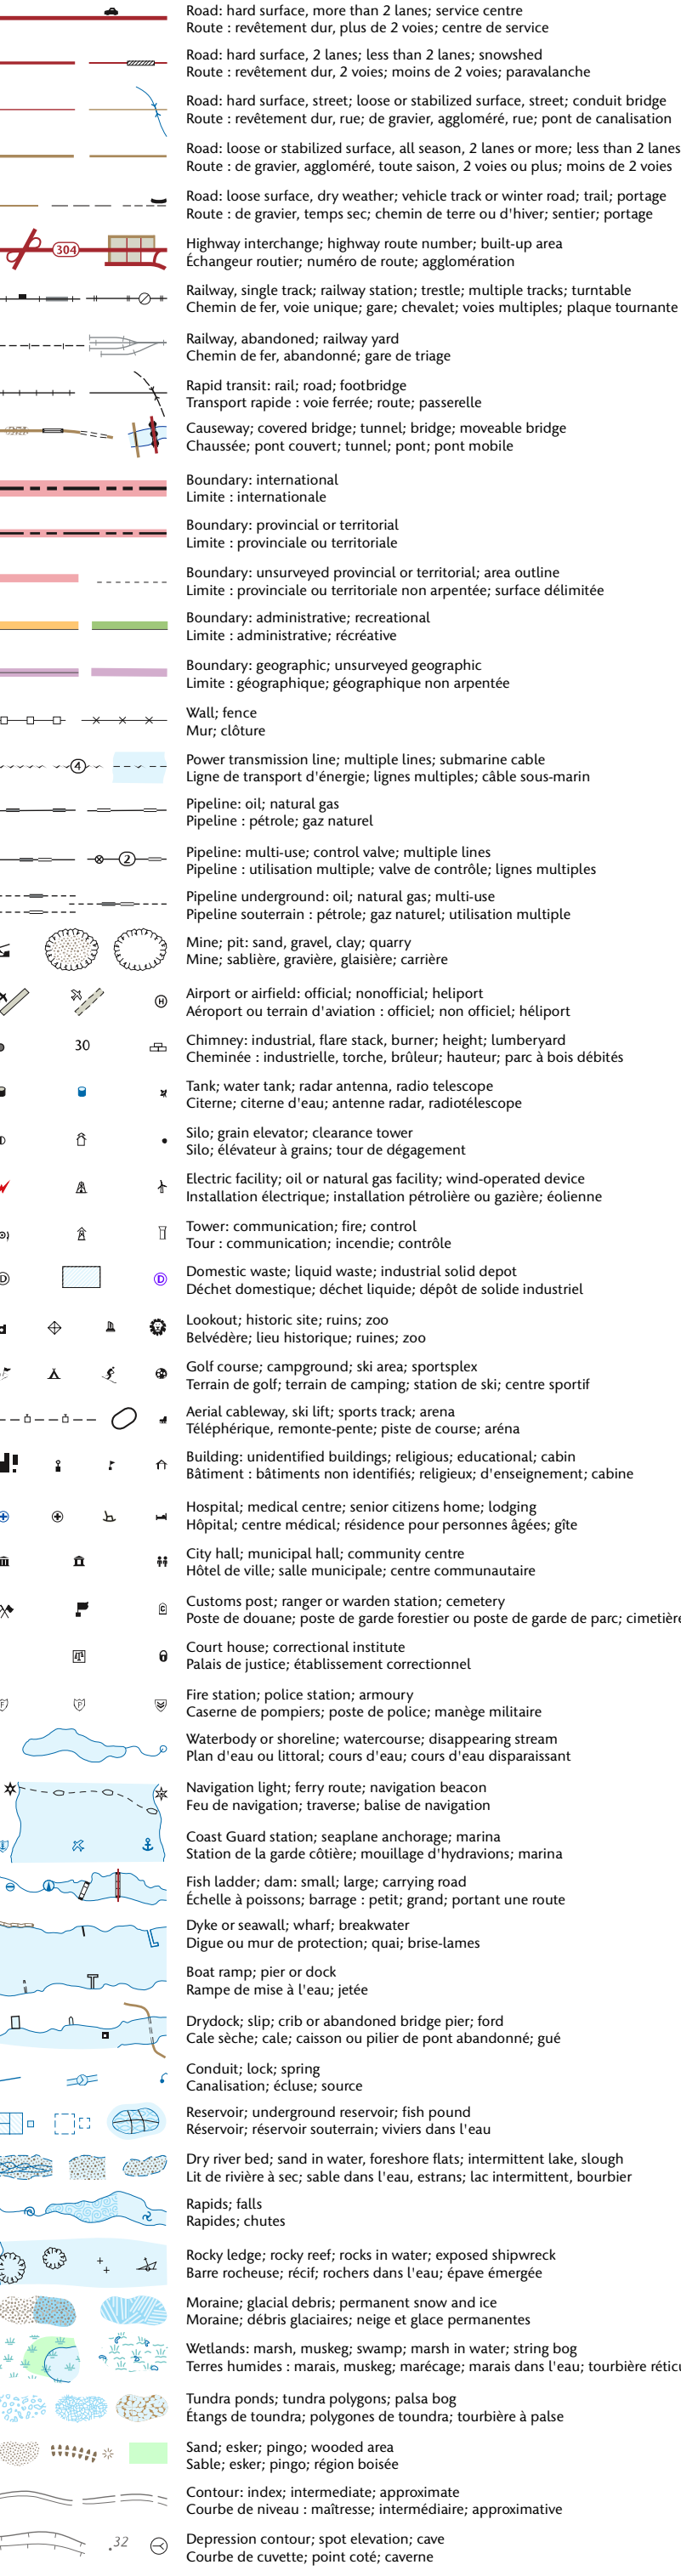 Road: hard surface, more than 2 lanes; service centre
Route : revêtement dur, plus de 2 voies; centre de service
Road: hard surface, 2 lanes; less than 2 lanes; snowshed
Route : revêtement dur, 2 voies; moins de 2 voies; paravalanche
Road: hard surface, street; loose or stabilized surface, street; conduit bridge
Route : revêtement dur, rue; de gravier, aggloméré, rue; pont de canalisation
Road: loose or stabilized surface, all season, 2 lanes or more; less than 2 lanes
Route : de gravier, aggloméré, toute saison, 2 voies ou plus; moins de 2 voies
Road: loose surface, dry weather; vehicle track or winter road; trail; portage
Route : de gravier, temps sec; chemin de terre ou d'hiver; sentier; portage
304
Highway interchange; highway route number; built-up area
Échangeur routier; numéro de route; agglomération
Railway, single track; railway station; trestle; multiple tracks; turntable
Chemin de fer, voie unique; gare; chevalet; voies multiples; plaque tournante
Railway, abandoned; railway yard
Chemin de fer, abandonné; gare de triage
Rapid transit: rail; road; footbridge
Transport rapide : voie ferrée; route; passerelle
Causeway; covered bridge; tunnel; bridge; moveable bridge
Chaussée; pont couvert; tunnel; pont; pont mobile
Boundary: international
Limite : internationale
Boundary: provincial or territorial
Limite : provinciale ou territoriale
Boundary: unsurveyed provincial or territorial; area outline
Limite : provinciale ou territoriale non arpentée; surface délimitée
Boundary: administrative; recreational
Limite : administrative; récréative
Boundary: geographic; unsurveyed geographic
Limite : géographique; géographique non arpentée
Wall; fence
Mur; clôture
4
Power transmission line; multiple lines; submarine cable
Ligne de transport d'énergie; lignes multiples; câble sous-marin
Pipeline: oil; natural gas
Pipeline : pétrole; gaz naturel
2
Pipeline: multi-use; control valve; multiple lines
Pipeline : utilisation multiple; valve de contrôle; lignes multiples
Pipeline underground: oil; natural gas; multi-use
Pipeline souterrain : pétrole; gaz naturel; utilisation multiple
Mine; pit: sand, gravel, clay; quarry
Mine; sablière, gravière, glaisière; carrière
H
Airport or airfield: official; nonofficial; heliport
Aéroport ou terrain d'aviation : officiel; non officiel; héliport
30
Chimney: industrial, flare stack, burner; height; lumberyard
Cheminée : industrielle, torche, brûleur; hauteur; parc à bois débités
Tank; water tank; radar antenna, radio telescope
Citerne; citerne d'eau; antenne radar, radiotélescope
Silo; grain elevator; clearance tower
Silo; élévateur à grains; tour de dégagement
Electric facility; oil or natural gas facility; wind-operated device
Installation électrique; installation pétrolière ou gazière; éolienne
Tower: communication; fire; control
Tour : communication; incendie; contrôle
D D
Domestic waste; liquid waste; industrial solid depot
Déchet domestique; déchet liquide; dépôt de solide industriel
Lookout; historic site; ruins; zoo
Belvédère; lieu historique; ruines; zoo
Golf course; campground; ski area; sportsplex
Terrain de golf; terrain de camping; station de ski; centre sportif
Aerial cableway, ski lift; sports track; arena
Téléphérique, remonte-pente; piste de course; aréna
Building: unidentified buildings; religious; educational; cabin
Bâtiment : bâtiments non identifiés; religieux; d'enseignement; cabine
Hospital; medical centre; senior citizens home; lodging
Hôpital; centre médical; résidence pour personnes âgées; gîte
City hall; municipal hall; community centre
Hôtel de ville; salle municipale; centre communautaire
C
Customs post; ranger or warden station; cemetery
Poste de douane; poste de garde forestier ou poste de garde de parc; cimetière
Court house; correctional institute
Palais de justice; établissement correctionnel
F P
Fire station; police station; armoury
Caserne de pompiers; poste de police; manège militaire
Waterbody or shoreline; watercourse; disappearing stream
Plan d'eau ou littoral; cours d'eau; cours d'eau disparaissant
Navigation light; ferry route; navigation beacon
Feu de navigation; traverse; balise de navigation
Coast Guard station; seaplane anchorage; marina
Station de la garde côtière; mouillage d'hydravions; marina
Fish ladder; dam: small; large; carrying road
Échelle à poissons; barrage : petit; grand; portant une route
Dyke or seawall; wharf; breakwater
Digue ou mur de protection; quai; brise-lames
Boat ramp; pier or dock
Rampe de mise à l'eau; jetée
Drydock; slip; crib or abandoned bridge pier; ford
Cale sèche; cale; caisson ou pilier de pont abandonné; gué
Conduit; lock; spring
Canalisation; écluse; source
Reservoir; underground reservoir; fish pound
Réservoir; réservoir souterrain; viviers dans l'eau
Dry river bed; sand in water, foreshore flats; intermittent lake, slough
Lit de rivière à sec; sable dans l'eau, estrans; lac intermittent, bourbier
Rapids; falls
Rapides; chutes
Rocky ledge; rocky reef; rocks in water; exposed shipwreck
Barre rocheuse; récif; rochers dans l'eau; épave émergée
Moraine; glacial debris; permanent snow and ice
Moraine; débris glaciaires; neige et glace permanentes
Wetlands: marsh, muskeg; swamp; marsh in water; string bog
Terres humides : marais, muskeg; marécage; marais dans l'eau; tourbière réticu
Tundra ponds; tundra polygons; palsa bog
Étangs de toundra; polygones de toundra; tourbière à palse
Sand; esker; pingo; wooded area
Sable; esker; pingo; région boisée
Contour: index; intermediate; approximate
Courbe de niveau : maîtresse; intermédiaire; approximative
.32
Depression contour; spot elevation; cave
Courbe de cuvette; point coté; caverne